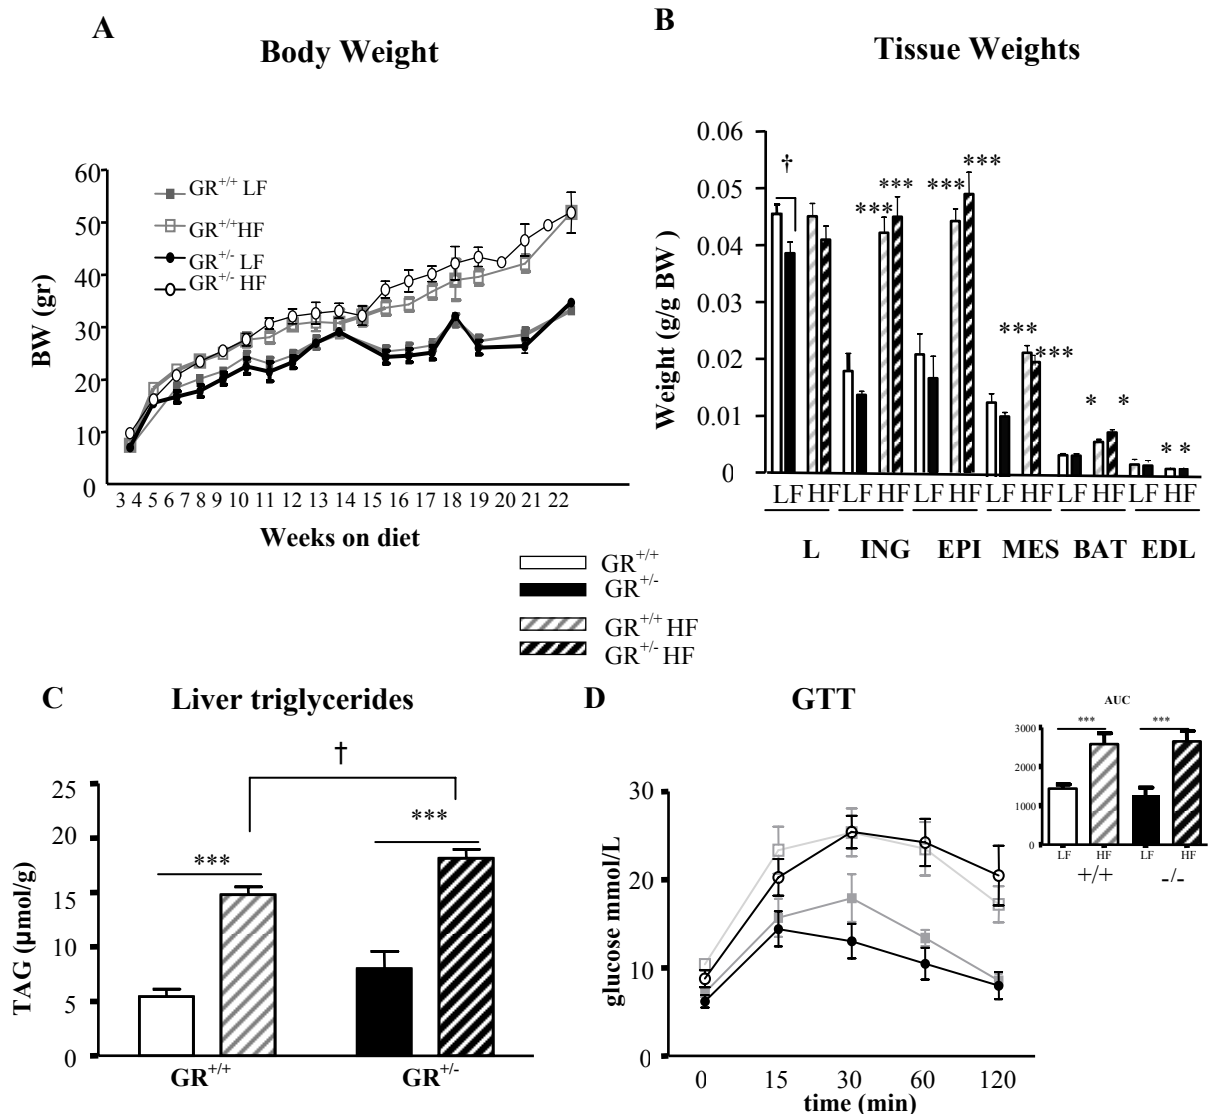 A
Body Weight
60
50
40
30
20
10
0
BW (gr)
GR+/+ LF
GR+/+HF
GR+/- LF
GR+/- HF
3 4 5 6 7 8 9 10 11 12 13 14 15 16 17 18 19 20 21 22
Weeks on diet
B
Tissue Weights
0.06
0.05
0.04
0.03
0.02
0.01
0
Weight (g/g BW )
†
*** ***
*** ***
*** ***
* *
* *
LF HF LF HF LF HF LF HF LF HF LF HF
L ING EPI MES BAT EDL
GR+/+
GR+/-
GR+/+ HF
GR+/- HF
C
Liver triglycerides
†
***
***
25
20
15
10
5
0
TAG (µmol/g)
GR+/+ GR+/-
D
GTT
30
20
10
0
glucose mmol/L
0 15 30 60 120
time (min)
AUC
*** ***
3000
2000
1000
0
LF HF LF HF
+/+ -/-